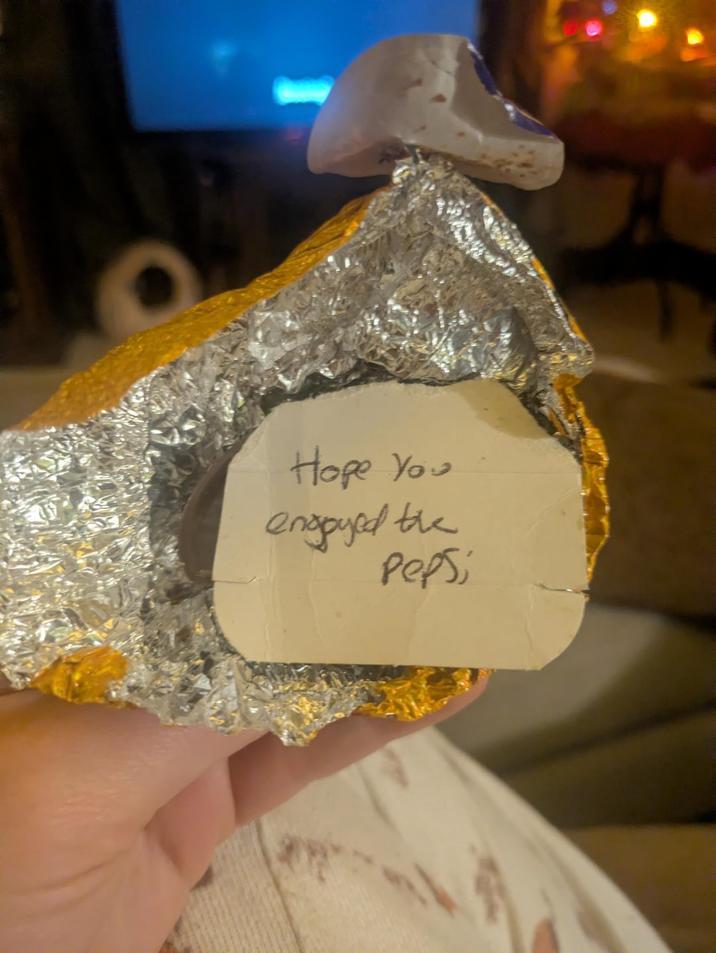 Hope You
engoyed the
pepsi